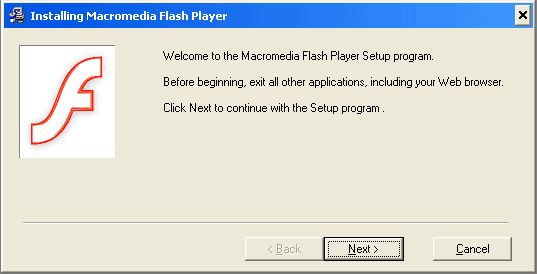 Installing Macromedia Flash Player
Welcome to the Macromedia Flash Player Setup program.
Before beginning, exit all other applications, including your Web browser.
Click Next to continue with the Setup program .
< Back
Next >
Cancel